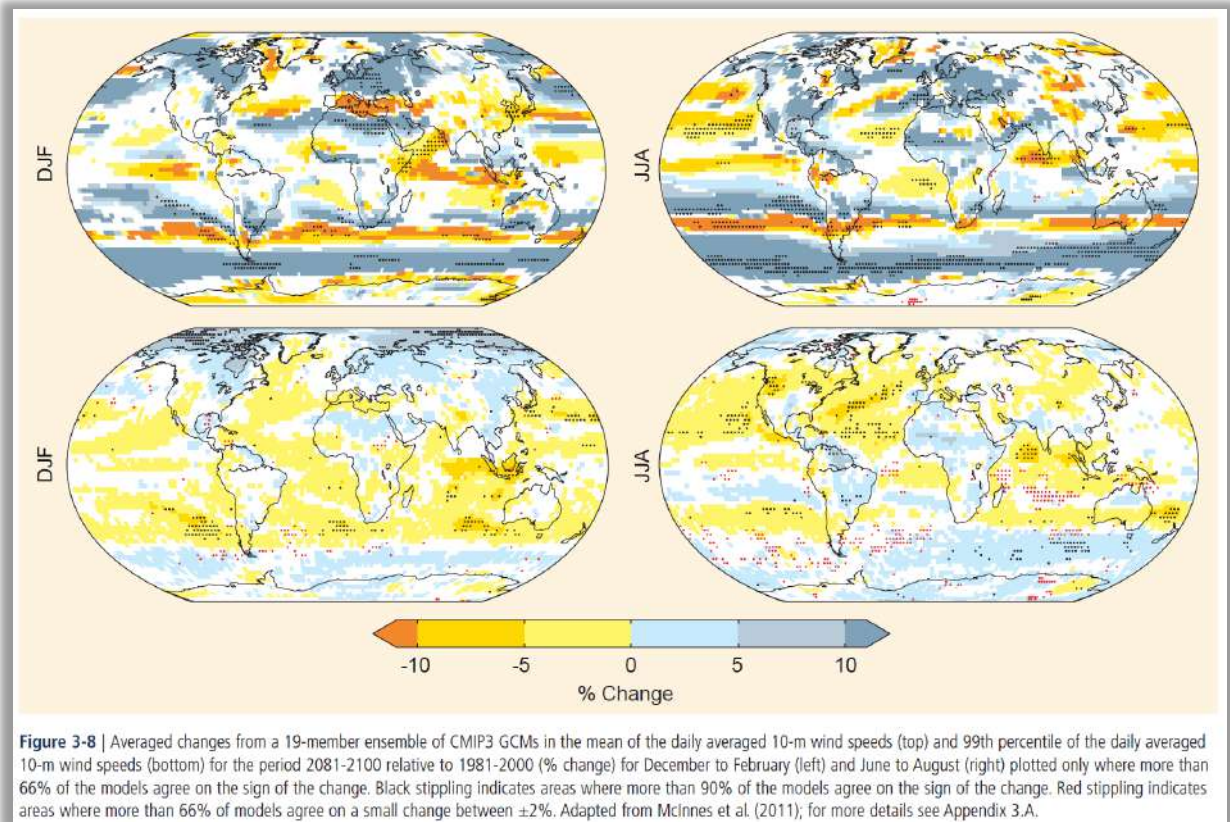 DJF
JJA
DJF
JJA
-10 -5 0 5 10
% Change
Figure 3-8 | Averaged changes from a 19-member ensemble of CMIP3 GCMs in the mean of the daily averaged 10-m wind speeds (top) and 99th percentile of the daily averaged
10-m wind speeds (bottom) for the period 2081-2100 relative to 1981-2000 (% change) for December to February (left) and June to August (right) plotted only where more than
66% of the models agree on the sign of the change. Black stippling indicates areas where more than 90% of the models agree on the sign of the change. Red stippling indicates
areas where more than 66% of models agree on a small change between ±2%. Adapted from McInnes et al. (2011); for more details see Appendix 3.A.